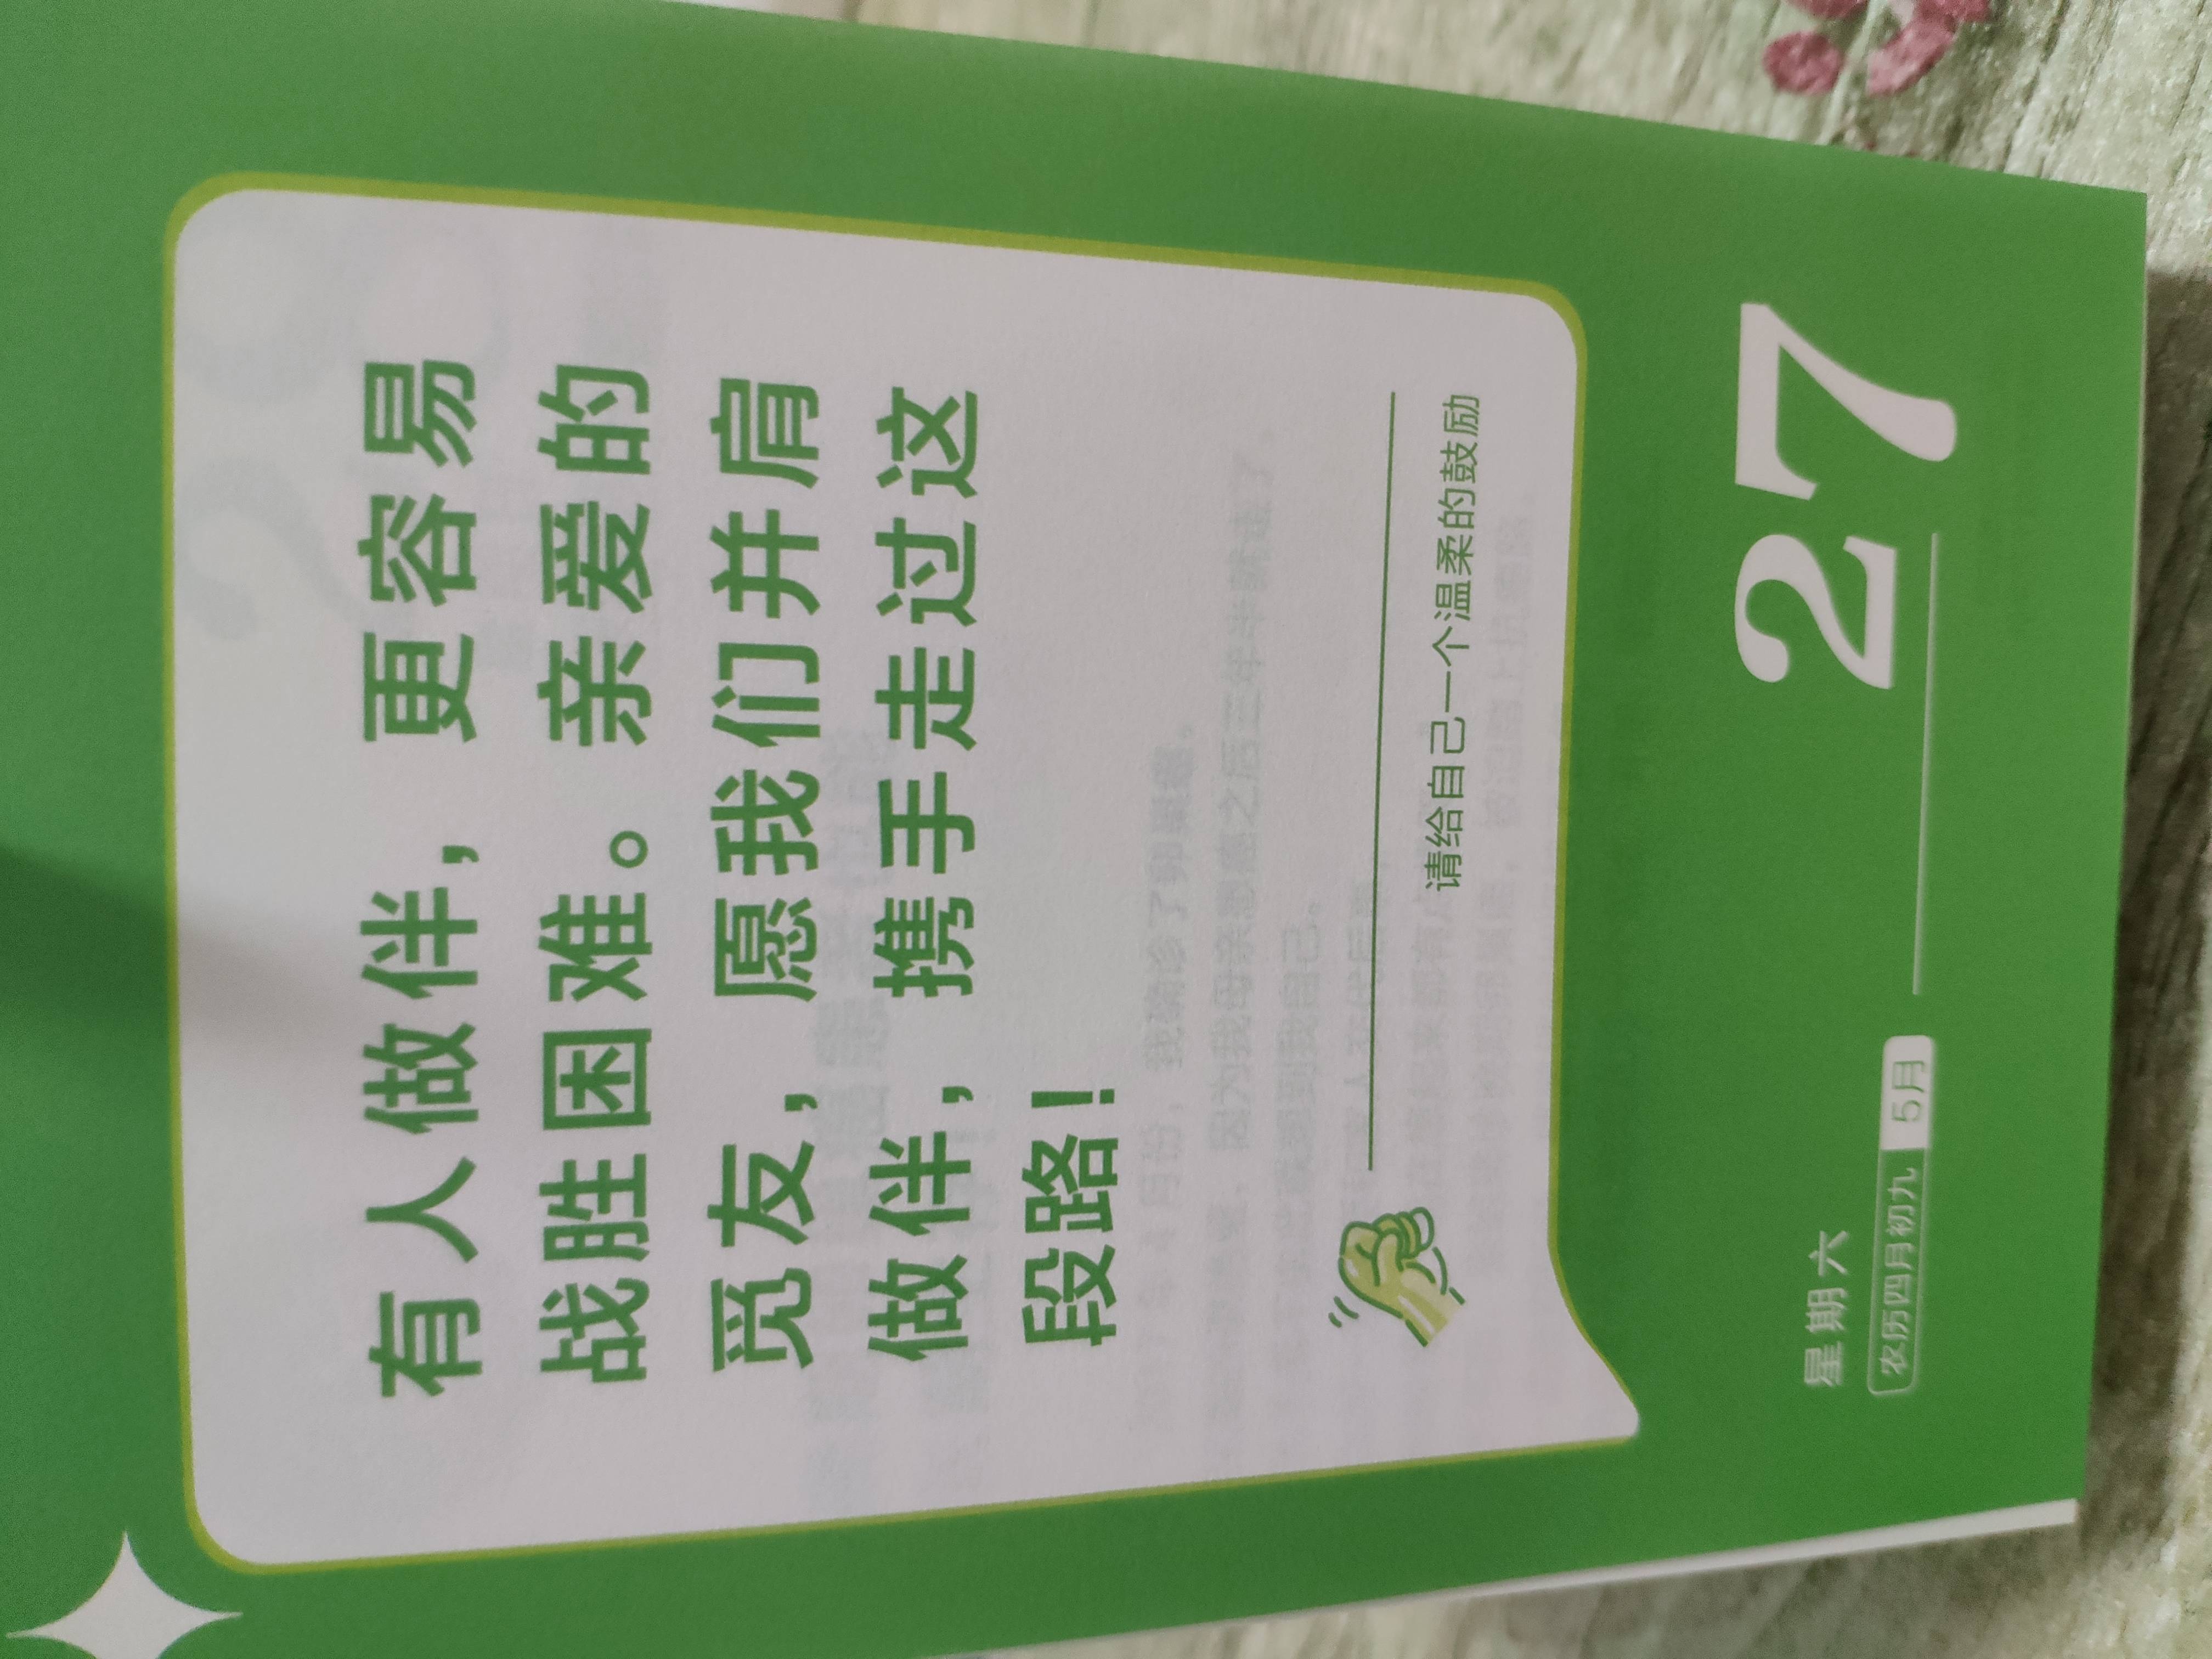 有人做伴，更容易
战胜困难。亲爱的
觅友，愿我们并肩
做伴，携手走过这
段路！
请给自己一个温柔的鼓励
星期六
农历四月初九 5月
27